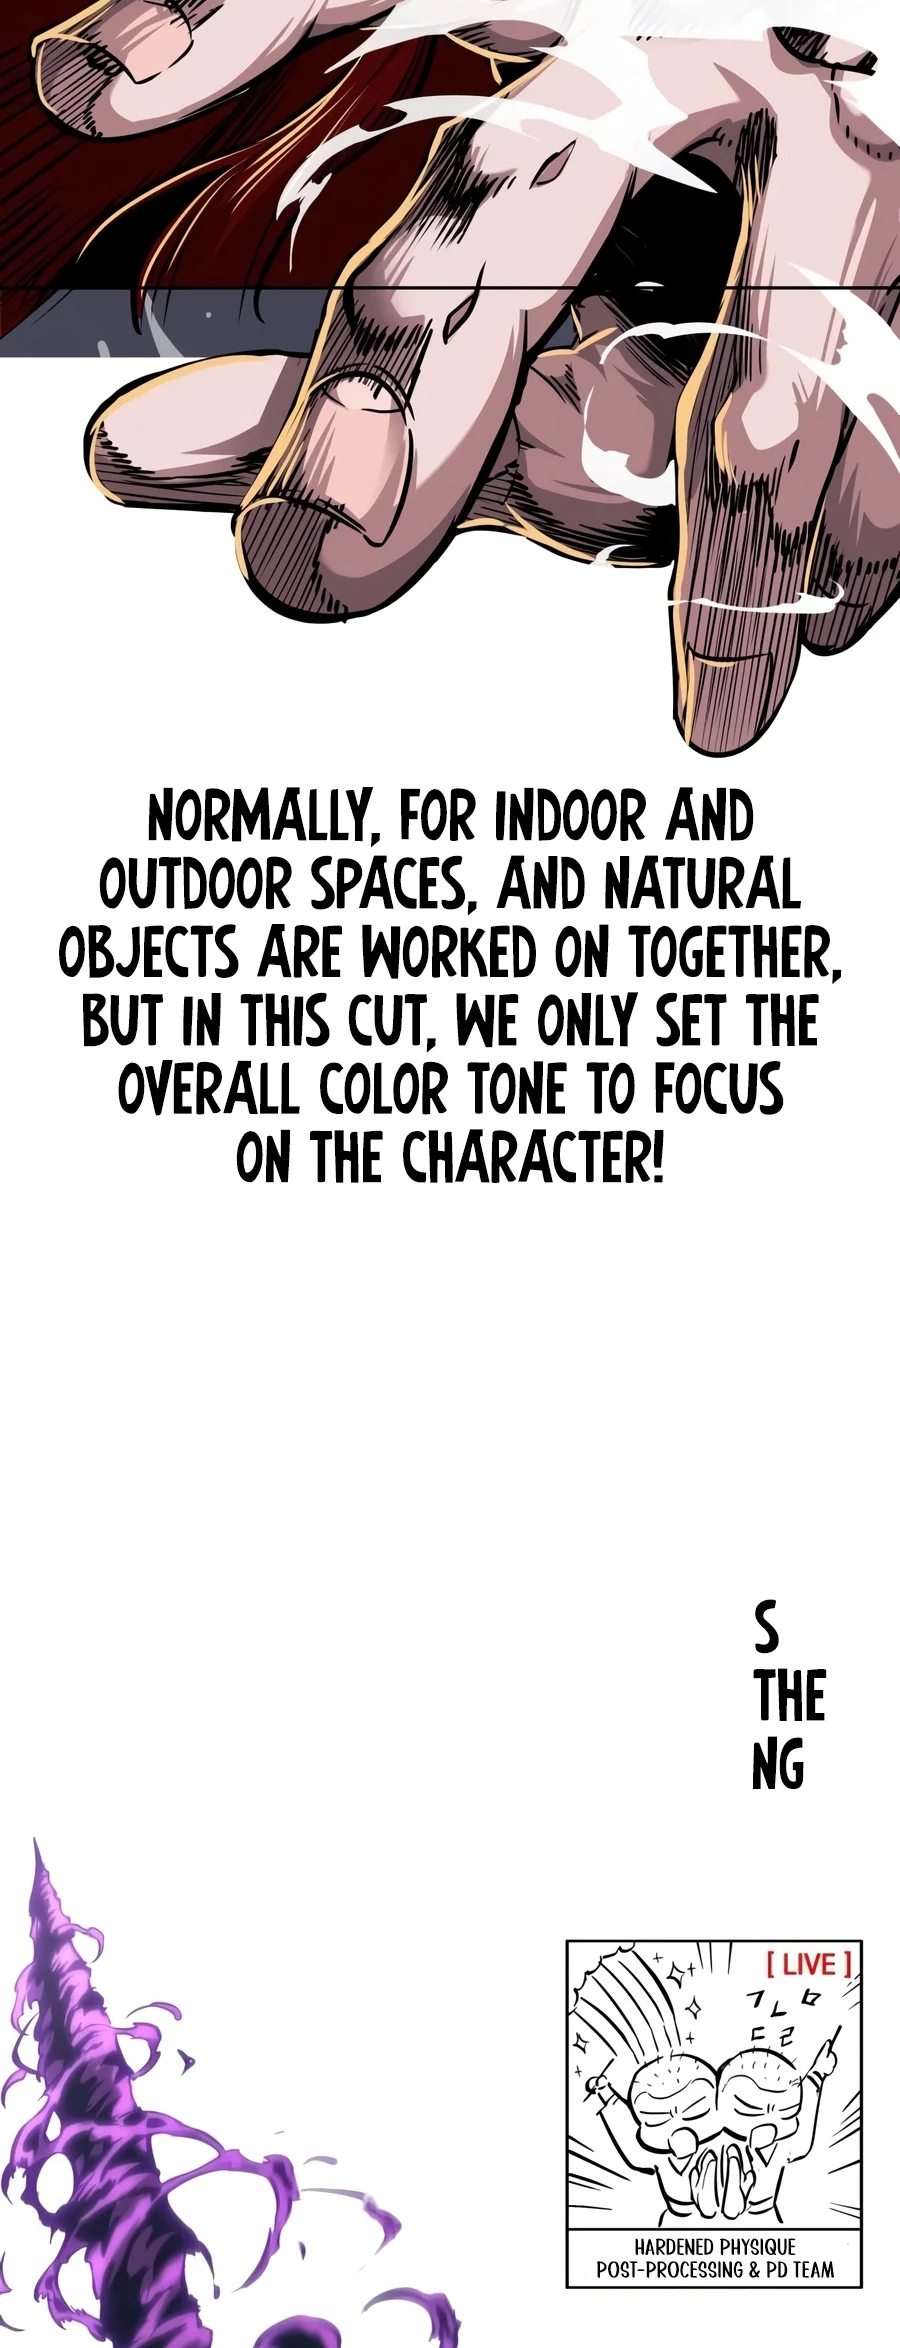 NORMALLY, FOR INDOOR AND
OUTDOOR SPACES, AND NATURAL
OBJECTS ARE WORKED ON TOGETHER,
BUT IN THIS CUT, WE ONLY SET THE
OVERALL COLOR TONE TO FOCUS
ON THE CHARACTER!
S
THE
NG
[ LIVE ]
ㄱㄴㅁ
ㄷㄹ
HARDENED PHYSIQUE
POST-PROCESSING & PD TEAM